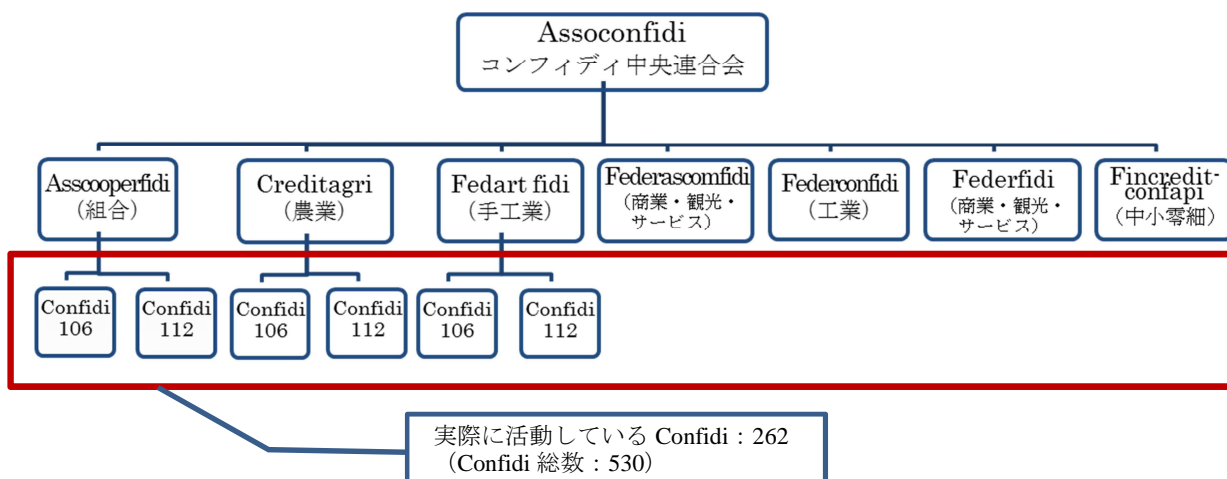 Assoconfidi
コンフィディ中央連合会
Asscooperfidi
（組合）
Creditagri
（農業）
Fedart fidi
（手工業）
Federascomfidi
（商業・観光・
サービス）
Federconfidi
（工業）
Federfidi
（商業・観光・
サービス）
Fincredit-
confapi
（中小零細）
Confidi
106
Confidi
112
Confidi
106
Confidi
112
Confidi
106
Confidi
112
実際に活動している Confidi：262
（Confidi 総数：530）